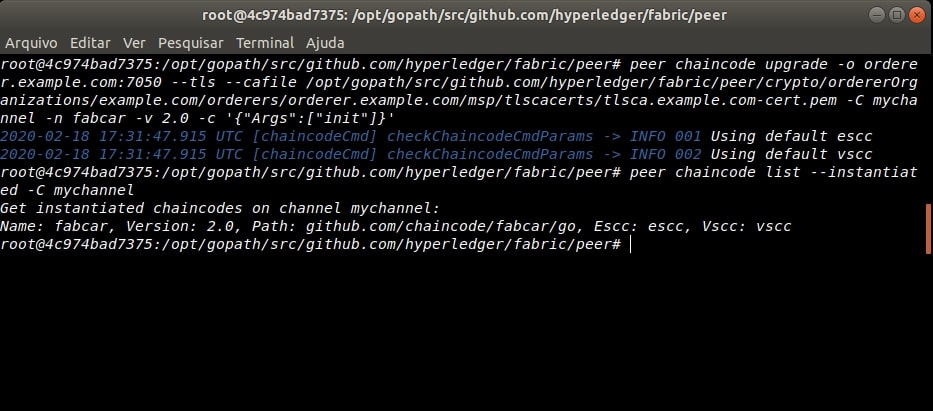 root@4c974bad7375: /opt/gopath/src/github.com/hyperledger/fabric/peer
Arquivo Editar Ver Pesquisar Terminal Ajuda
root@4c974bad7375:/opt/gopath/src/github.com/hyperledger/fabric/peer# peer chaincode upgrade -o ordere
r.example.com:7050 --tls --cafile /opt/gopath/src/github.com/hyperledger/fabric/peer/crypto/ordererOrg
anizations/example.com/orderers/orderer.example.com/msp/tlscacerts/tlsca.example.com-cert.pem -C mycha
nnel -n fabcar -v 2.0 -c '{"Args":["init"]}'
2020-02-18 17:31:47.915 UTC [chaincodeCmd] checkChaincodeCmdParams -> INFO 001 Using default escc
2020-02-18 17:31:47.915 UTC [chaincodeCmd] checkChaincodeCmdParams -> INFO 002 Using default vscc
root@4c974bad7375:/opt/gopath/src/github.com/hyperledger/fabric/peer# peer chaincode list --instantiat
ed -C mychannel
Get instantiated chaincodes on channel mychannel:
Name: fabcar, Version: 2.0, Path: github.com/chaincode/fabcar/go, Escc: escc, Vscc: vscc
root@4c974bad7375:/opt/gopath/src/github.com/hyperledger/fabric/peer#